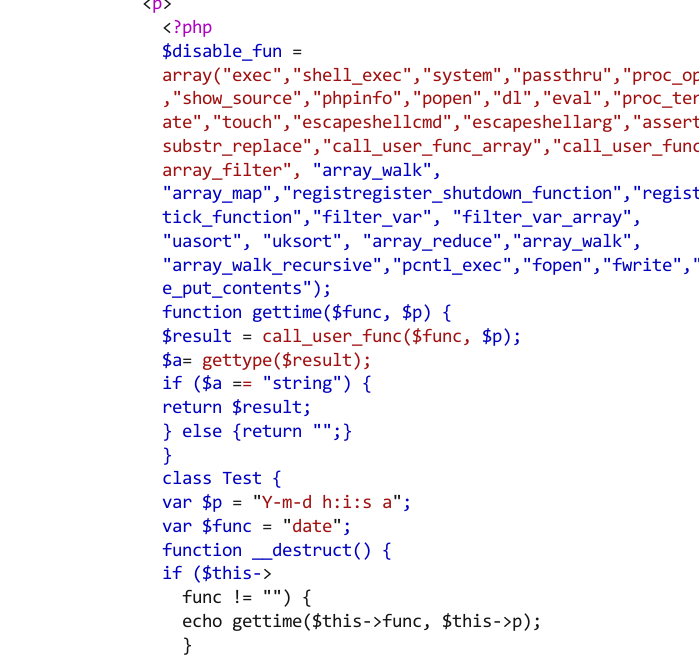 <p>
<?php
$disable_fun =
array("exec","shell_exec","system","passthru","proc_op
,"show_source","phpinfo","popen","dl","eval","proc_ter
ate","touch","escapeshellcmd","escapeshellarg","assert
substr_replace","call_user_func_array","call_user_func
array_filter", "array_walk",
"array_map","registregister_shutdown_function","regist
tick_function","filter_var", "filter_var_array",
"uasort", "uksort", "array_reduce","array_walk",
"array_walk_recursive","pcntl_exec","fopen","fwrite","
e_put_contents");
function gettime($func, $p) {
$result = call_user_func($func, $p);
$a= gettype($result);
if ($a == "string") {
return $result;
} else {return "";}
}
class Test {
var $p = "Y-m-d h:i:s a";
var $func = "date";
function __destruct() {
if ($this->
func != "") {
echo gettime($this->func, $this->p);
}